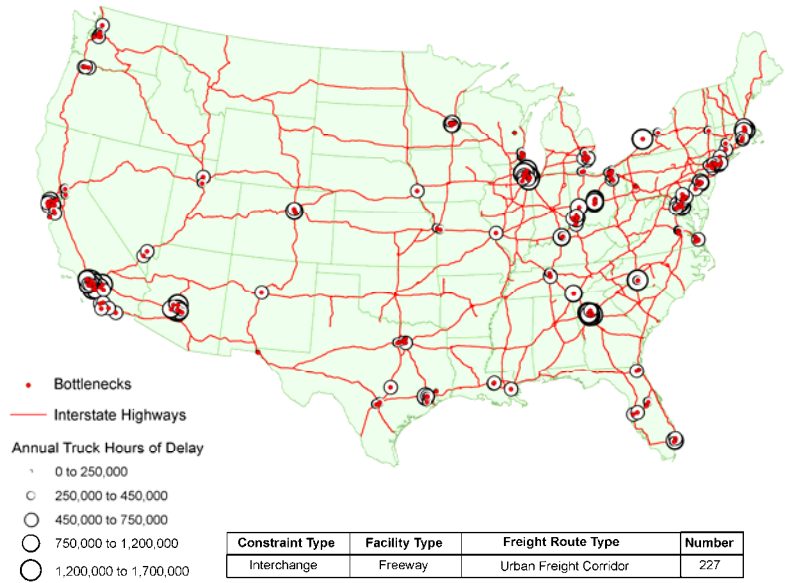 Bottlenecks
Interstate Highways
Annual Truck Hours of Delay
0 to 250,000
250,000 to 450,000
450,000 to 750,000
750,000 to 1,200,000
1,200,000 to 1,700,000
Constraint Type Facility Type Freight Route Type Number
Interchange Freeway Urban Freight Corridor 227